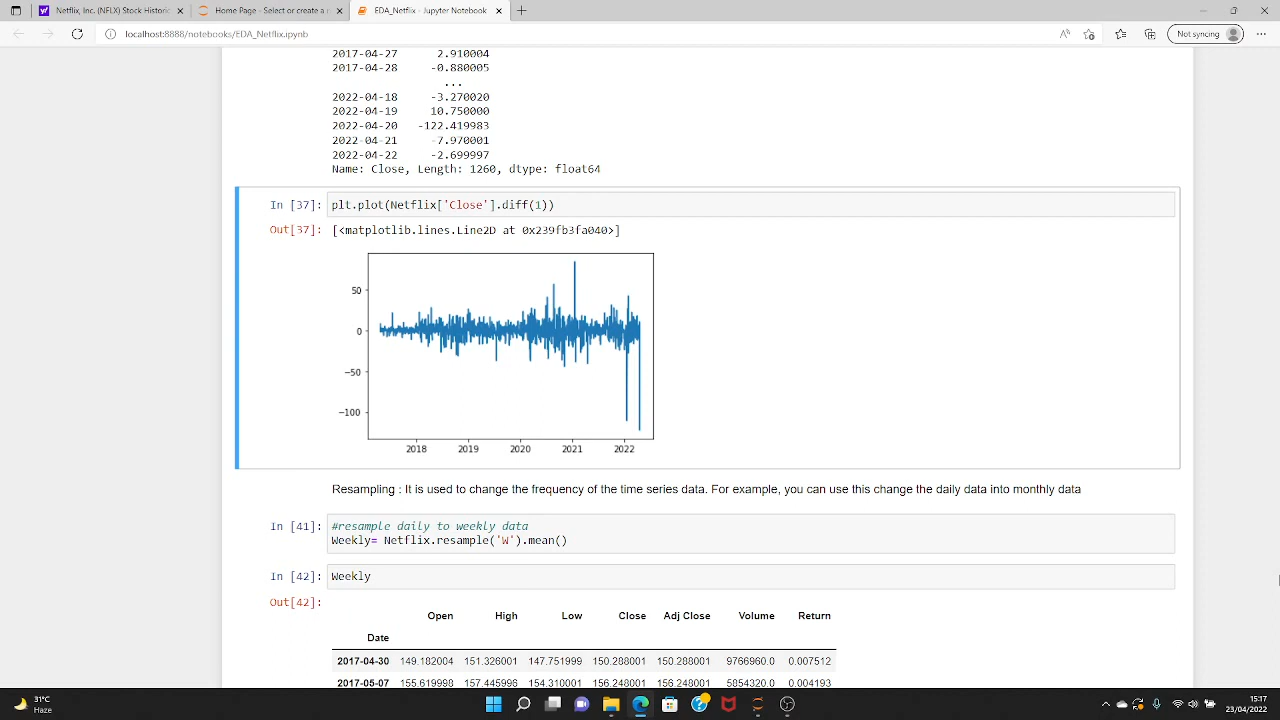 Netflix, Inc. (NFLX) Stock Historic
Home Page - Select or create a n
EDA_Netflix - Jupyter Notebook
localhost:8888/notebooks/EDA_Netflix.ipynb
Not syncing
2017-04-27 2.910004
2017-04-28 -0.880005
...
2022-04-18 -3.270020
2022-04-19 10.750000
2022-04-20 -122.419983
2022-04-21 -7.970001
2022-04-22 -2.699997
Name: Close, Length: 1260, dtype: float64
In [37]: plt.plot(Netflix['Close'].diff(1))
Out[37]: [<matplotlib.lines.Line2D at 0x239fb3fa040>]
50
0
−50
−100
2018 2019 2020 2021 2022
Resampling : It is used to change the frequency of the time series data. For example, you can use this change the daily data into monthly data
In [41]: #resample daily to weekly data
Weekly= Netflix.resample('W').mean()
In [42]: Weekly
Out[42]:
Open High Low Close Adj Close Volume Return
Date
2017-04-30 149.182004 151.326001 147.751999 150.288001 150.288001 9766960.0 0.007512
2017-05-07 155.619998 157.445996 154.310001 156.248001 156.248001 5854320.0 0.004193
31°C
Haze
15:17
23/04/2022